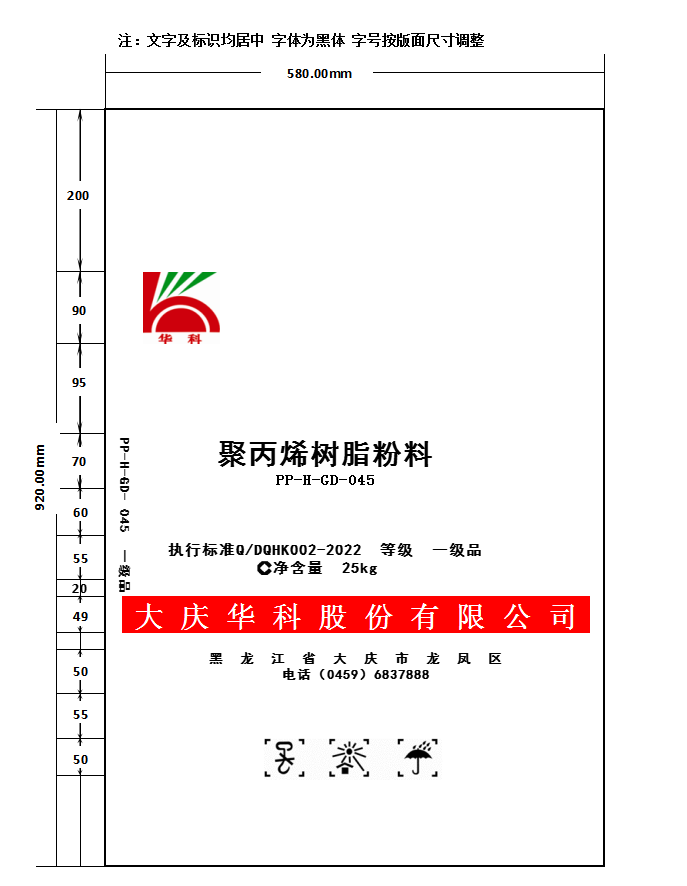 注：文字及标识均居中 字体为黑体 字号按版面尺寸调整
580.00mm
200
90
95
70
60
55
20
49
50
55
50
920.00mm
华 科
PP-H-GD- 045 一级品
聚丙烯树脂粉料
PP-H-GD-045
执行标准Q/DQHK002-2022 等级 一级品
净含量 25kg
大庆华科股份有限公司
黑龙江省大庆市龙凤区
电话（0459）6837888